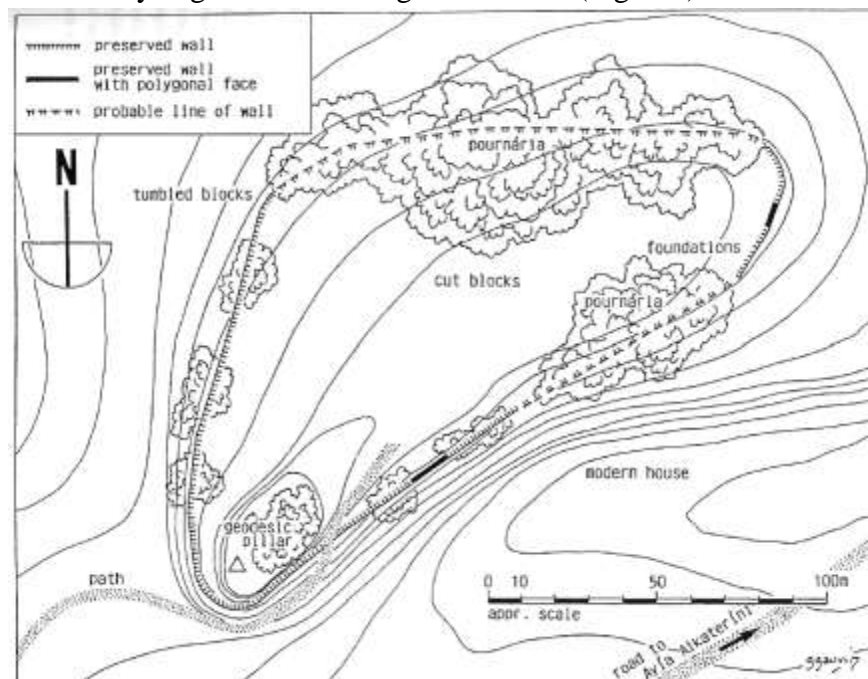 preserved wall
preserved wall
with polygonal face
probable line of wall
N
pournária
tumbled blocks
foundations
cut blocks
pournária
modern house
geodesic
pillar
path
0 10 50 100m
appr. scale
road to
Ayía Aikaterini